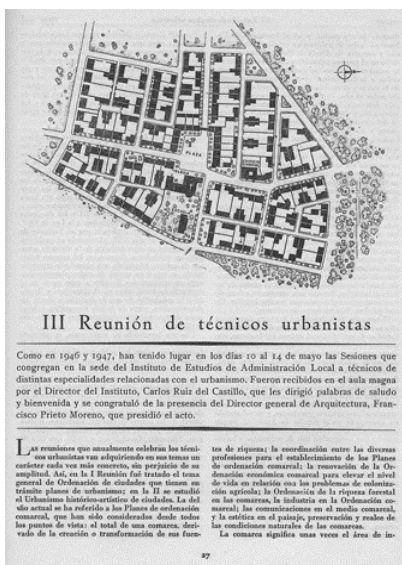 PLAZA
III Reunión de técnicos urbanistas
Como en 1946 y 1947, han tenido lugar en los días 10 al 14 de mayo las Sesiones que
congregan en la sede del Instituto de Estudios de Administración Local a técnicos de
distintas especialidades relacionadas con el urbanismo. Fueron recibidos en el aula magna
por el Director del Instituto, Carlos Ruiz del Castillo, que les dirigió palabras de saludo
y bienvenida y se congratuló de la presencia del Director general de Arquitectura, Fran-
cisco Prieto Moreno, que presidió el acto.
Las reuniones que anualmente celebran los técni-
cos urbanistas van adquiriendo en sus temas un
carácter cada vez más concreto, sin perjuicio de su
amplitud. Así, en la I Reunión fué tratado el tema
general de Ordenación de ciudades que tienen en
trámite planes de urbanismo; en la II se estudió
el Urbanismo histórico-artístico de ciudades. La del
año actual se ha referido a los Planes de ordenación
comarcal, que han sido considerados desde todos
los puntos de vista: el total de una comarca, deri-
vado de la creación o transformación de sus fuen-
tes de riqueza; la coordinación entre las diversas
profesiones para el establecimiento de los Planes
de ordenación comarcal; la renovación de la Or-
denación económica comarcal para elevar el nivel
de vida en relación con los problemas de coloniza-
ción agrícola; la Ordenación de la riqueza forestal
en las comarcas, la industria en la Ordenación co-
marcal; las comunicaciones en el medio comarcal,
y la estética en el paisaje, preservación y realce de
las condiciones naturales de las comarcas.
La comarca significa unas veces el área de in-
27